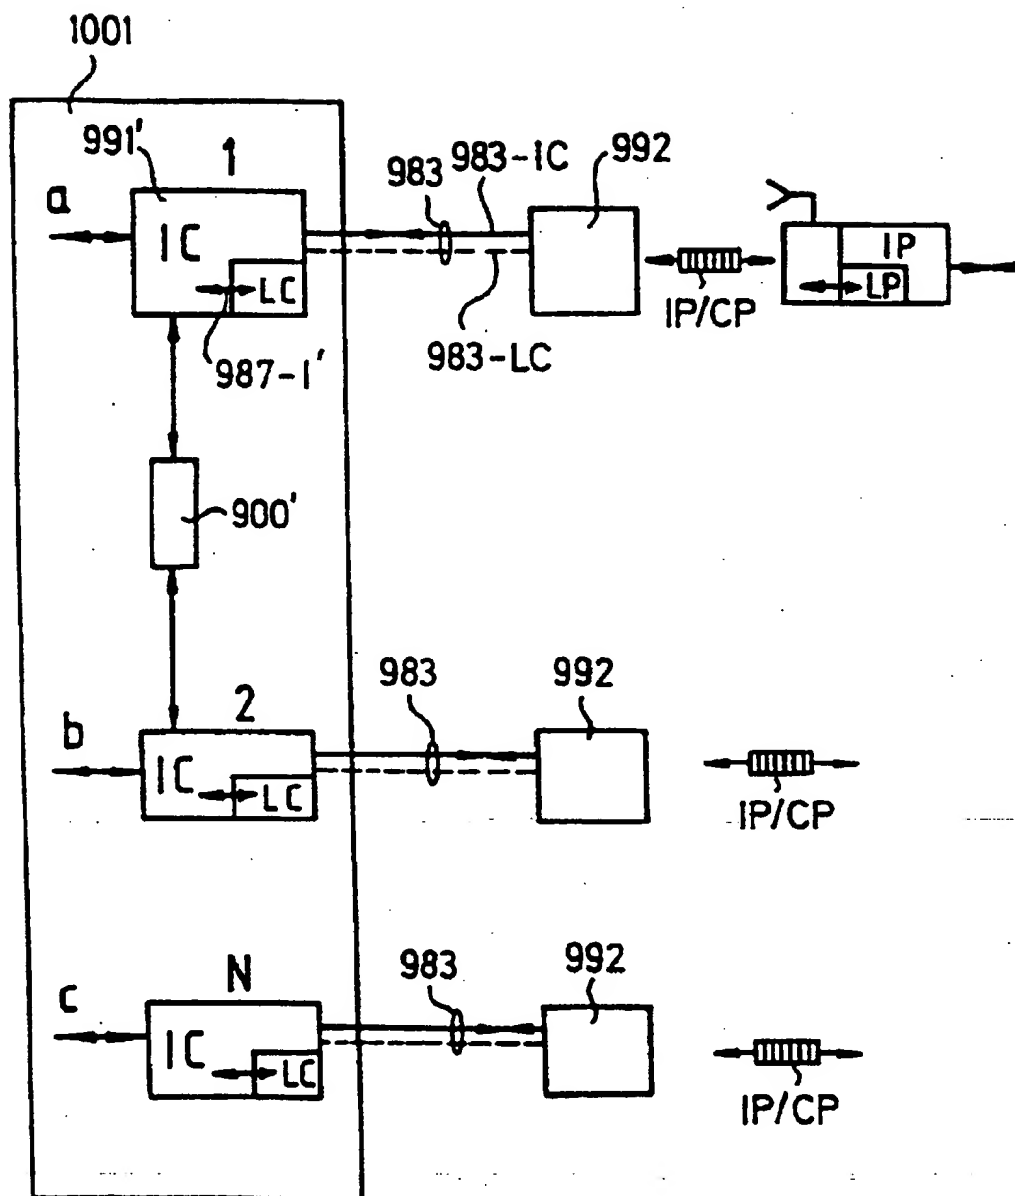 1001
991'
1
983
983-IC
992
a
IC
LC
IP
LP
IP/CP
987-1'
983-LC
900'
2
983
992
b
IC
LC
IP/CP
N
983
992
c
IC
LC
IP/CP